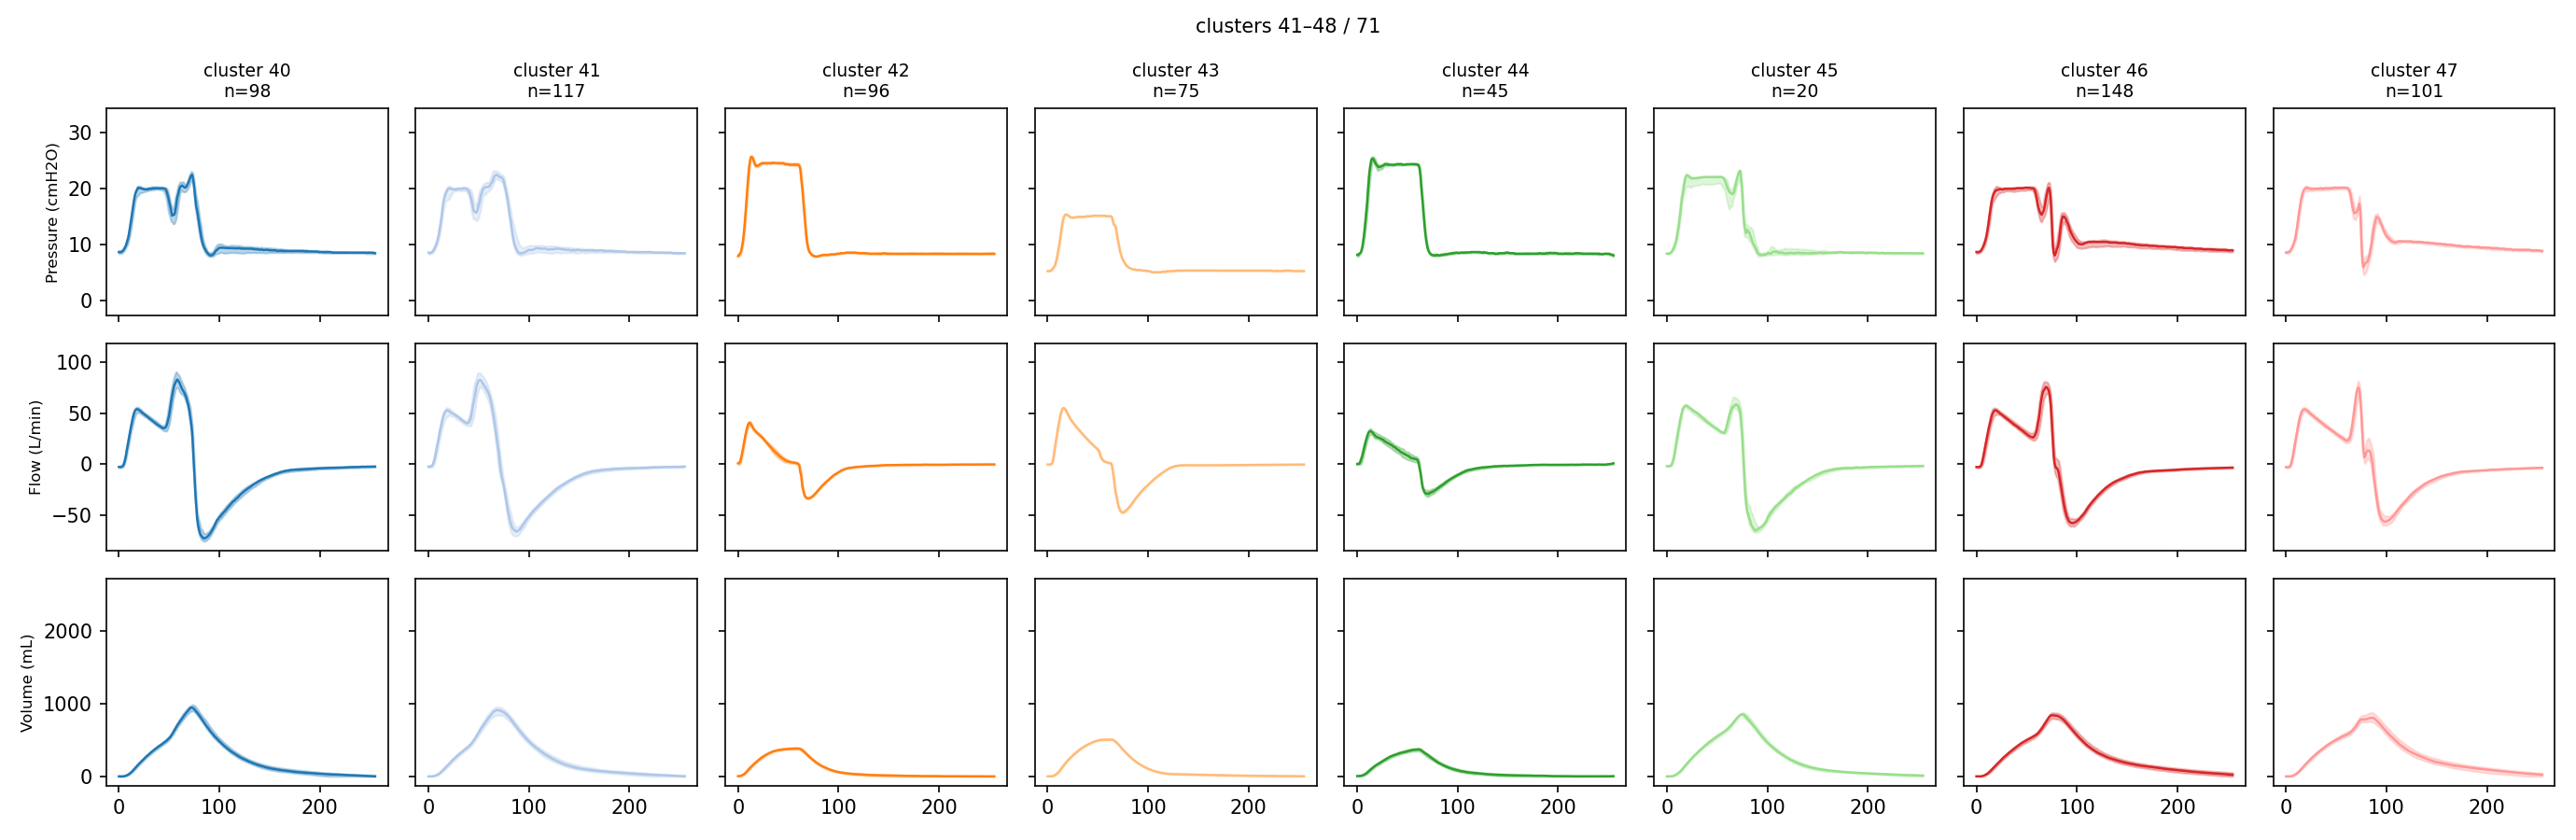 clusters 41–48 / 71
cluster 40
n=98
cluster 41
n=117
cluster 42
n=96
cluster 43
n=75
cluster 44
n=45
cluster 45
n=20
cluster 46
n=148
cluster 47
n=101
Pressure (cmH2O)
30
20
10
0
0 100 200
0 100 200
0 100 200
0 100 200
0 100 200
0 100 200
0 100 200
0 100 200
Flow (L/min)
100
50
0
−50
Volume (mL)
2000
1000
0